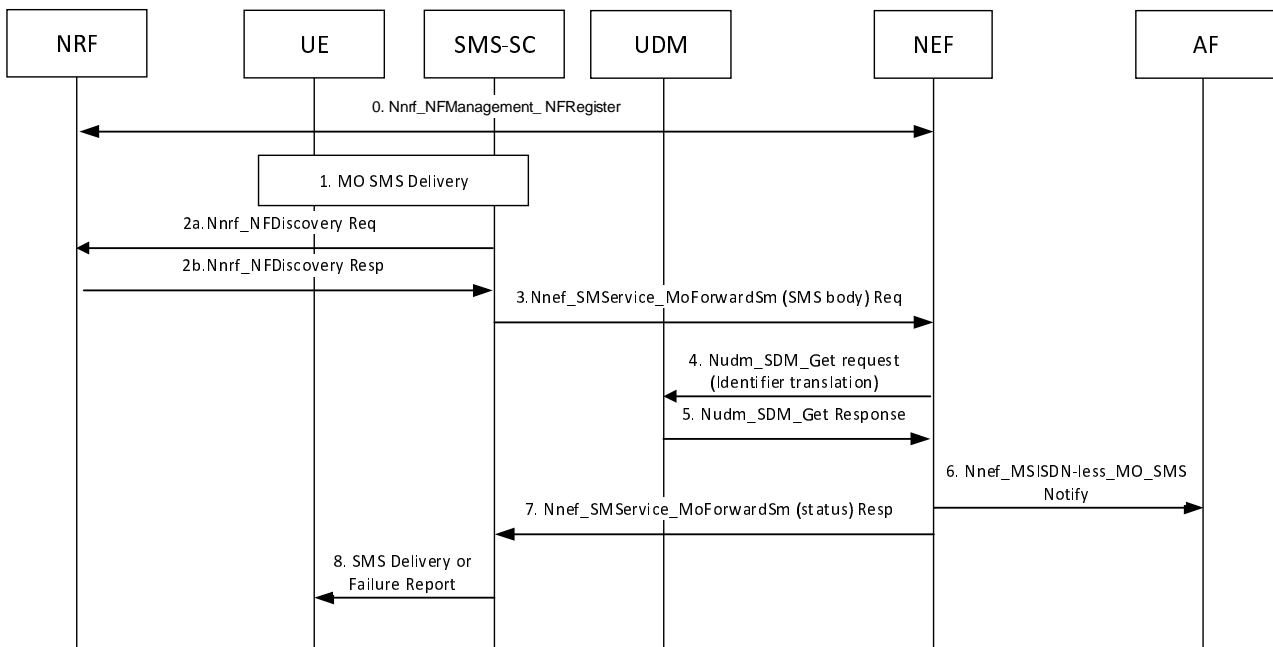 NRF
UE
SMS-SC
UDM
NEF
AF
0. Nnrf_NFManagement_ NFRegister
1. MO SMS Delivery
2a.Nnrf_NFDiscovery Req
2b.Nnrf_NFDiscovery Resp
3.Nnef_SMService_MoForwardSm (SMS body) Req
4. Nudm_SDM_Get request
(Identifier translation)
5. Nudm_SDM_Get Response
6. Nnef_MSISDN-less_MO_SMS
Notify
7. Nnef_SMService_MoForwardSm (status) Resp
8. SMS Delivery or
Failure Report